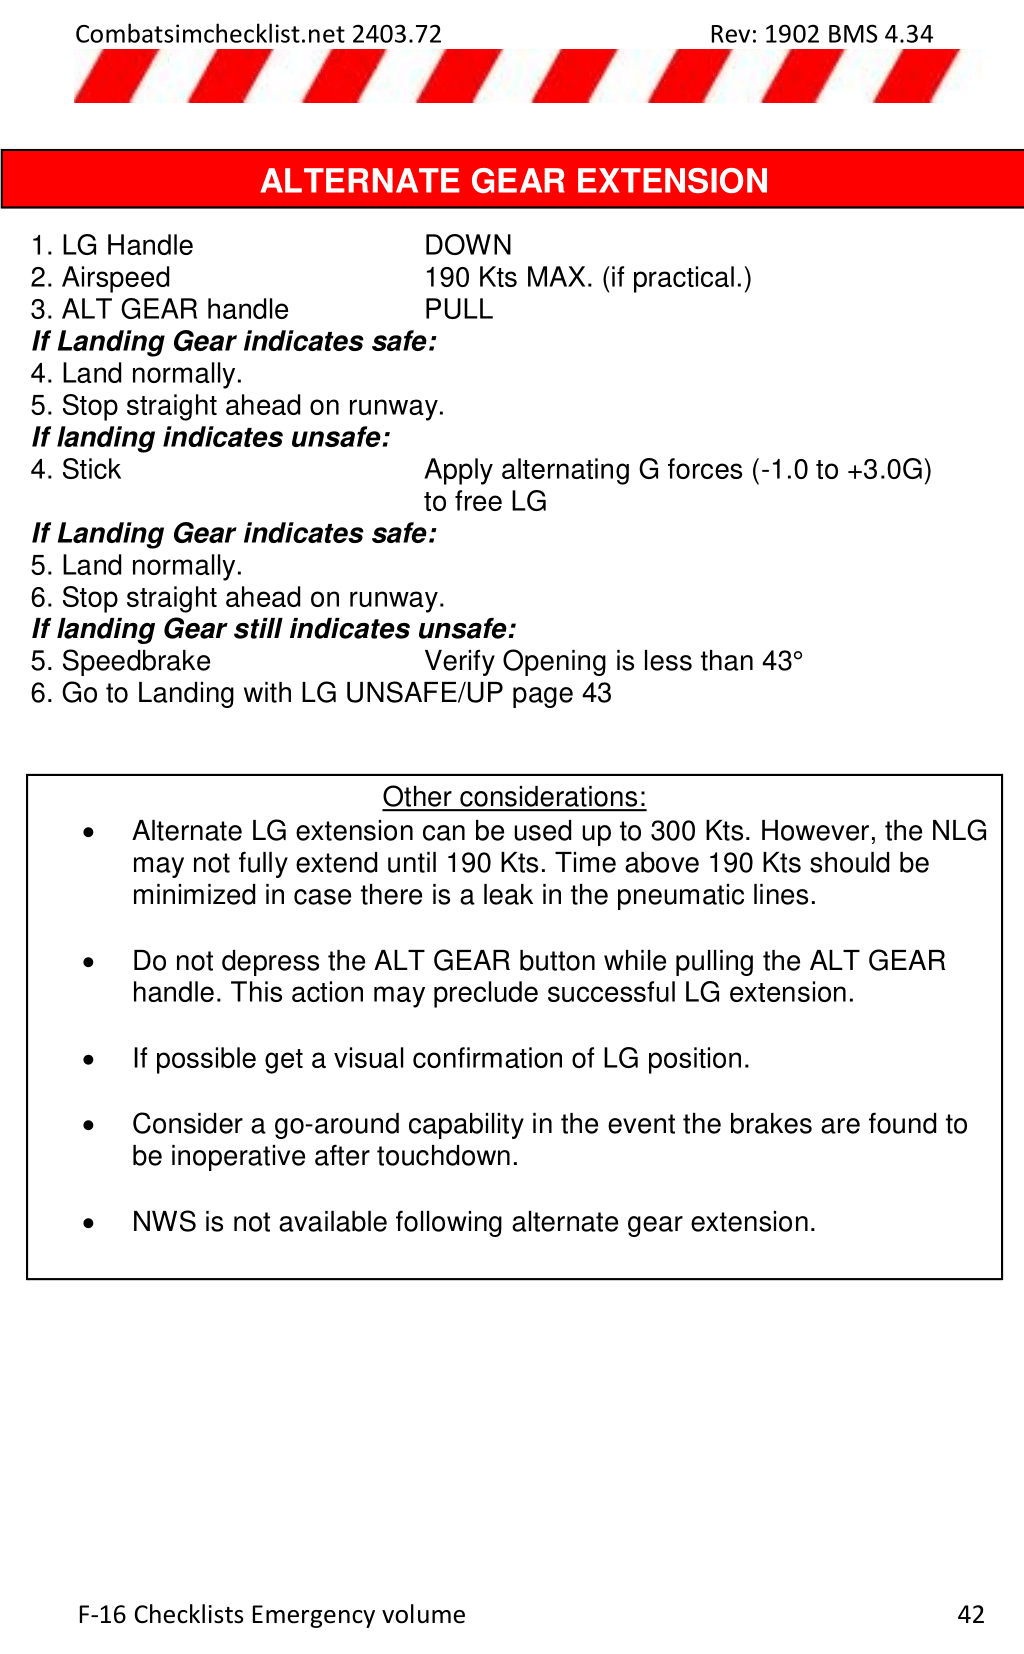 Combatsimchecklist.net 2403.72 Rev: 1902 BMS 4.34
ALTERNATE GEAR EXTENSION
1. LG Handle DOWN
2. Airspeed 190 Kts MAX. (if practical.)
3. ALT GEAR handle PULL
If Landing Gear indicates safe:
4. Land normally.
5. Stop straight ahead on runway.
If landing indicates unsafe:
4. Stick Apply alternating G forces (-1.0 to +3.0G)
to free LG
If Landing Gear indicates safe:
5. Land normally.
6. Stop straight ahead on runway.
If landing Gear still indicates unsafe:
5. Speedbrake Verify Opening is less than 43°
6. Go to Landing with LG UNSAFE/UP page 43
Other considerations:
• Alternate LG extension can be used up to 300 Kts. However, the NLG
may not fully extend until 190 Kts. Time above 190 Kts should be
minimized in case there is a leak in the pneumatic lines.
• Do not depress the ALT GEAR button while pulling the ALT GEAR
handle. This action may preclude successful LG extension.
• If possible get a visual confirmation of LG position.
• Consider a go-around capability in the event the brakes are found to
be inoperative after touchdown.
• NWS is not available following alternate gear extension.
F-16 Checklists Emergency volume 42